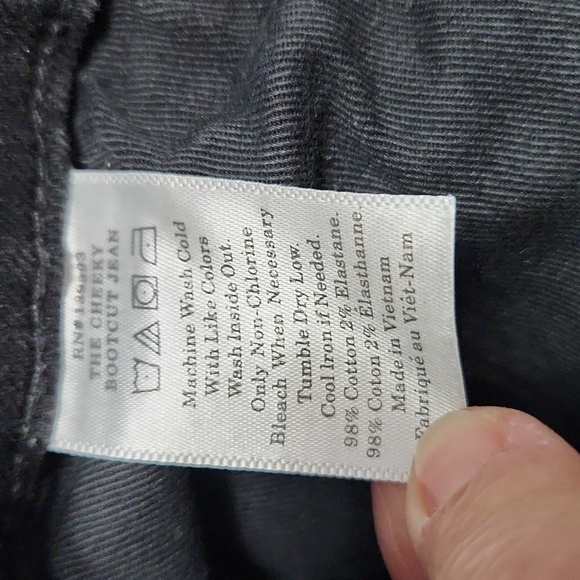 THE CHEEKY
BOOTCUT JEAN
Machine Wash Cold
With Like Colors
Wash Inside Out.
Only Non-Chlorine
Bleach When Necessary
Tumble Dry Low.
Cool Iron if Needed.
98% Cotton 2% Elastane.
98% Coton 2% Élasthanne.
Made in Vietnam
Fabriqué au Viêt-Nam